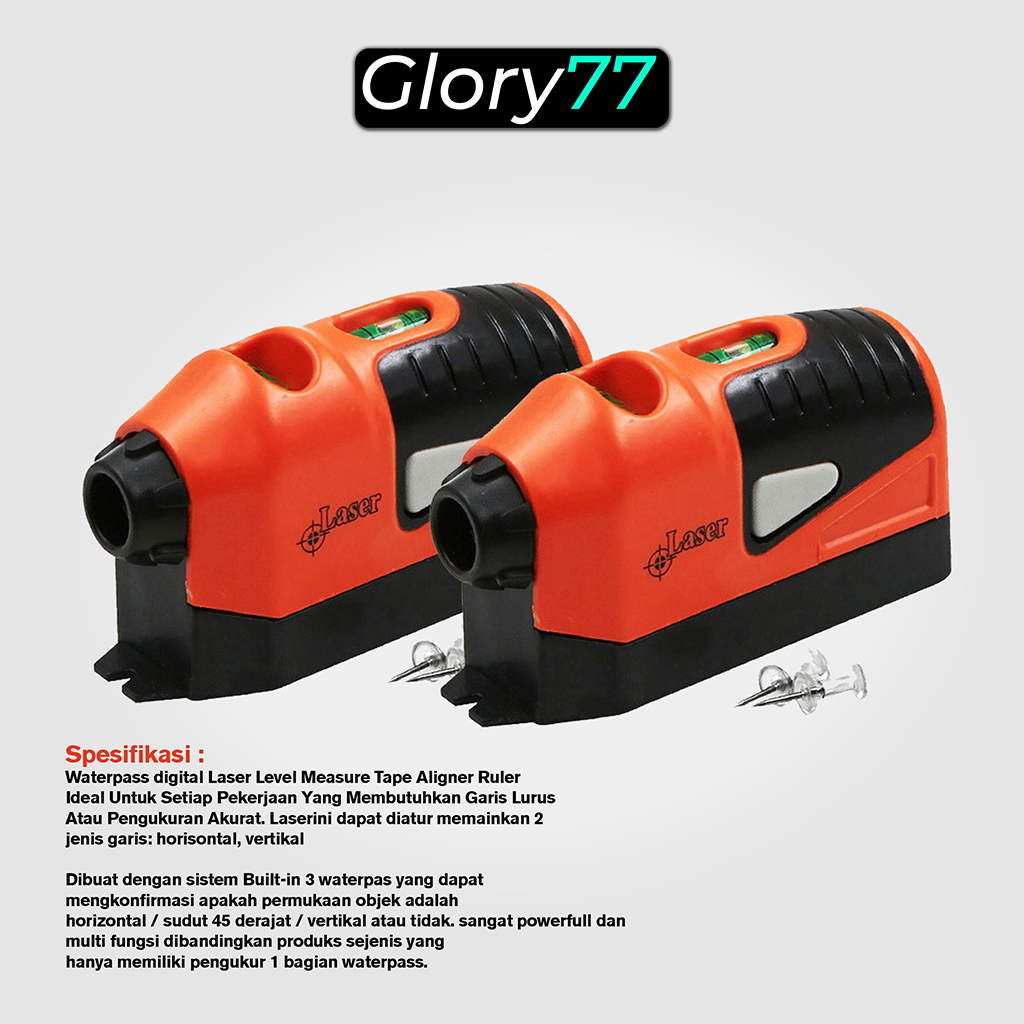 Glory77
Laser
Laser
Spesifikasi :
Waterpass digital Laser Level Measure Tape Aligner Ruler
Ideal Untuk Setiap Pekerjaan Yang Membutuhkan Garis Lurus
Atau Pengukuran Akurat. Laserini dapat diatur memainkan 2
jenis garis: horisontal, vertikal
Dibuat dengan sistem Built-in 3 waterpas yang dapat
mengkonfirmasi apakah permukaan objek adalah
horizontal / sudut 45 derajat / vertikal atau tidak. sangat powerfull dan
multi fungsi dibandingkan produks sejenis yang
hanya memiliki pengukur 1 bagian waterpass.